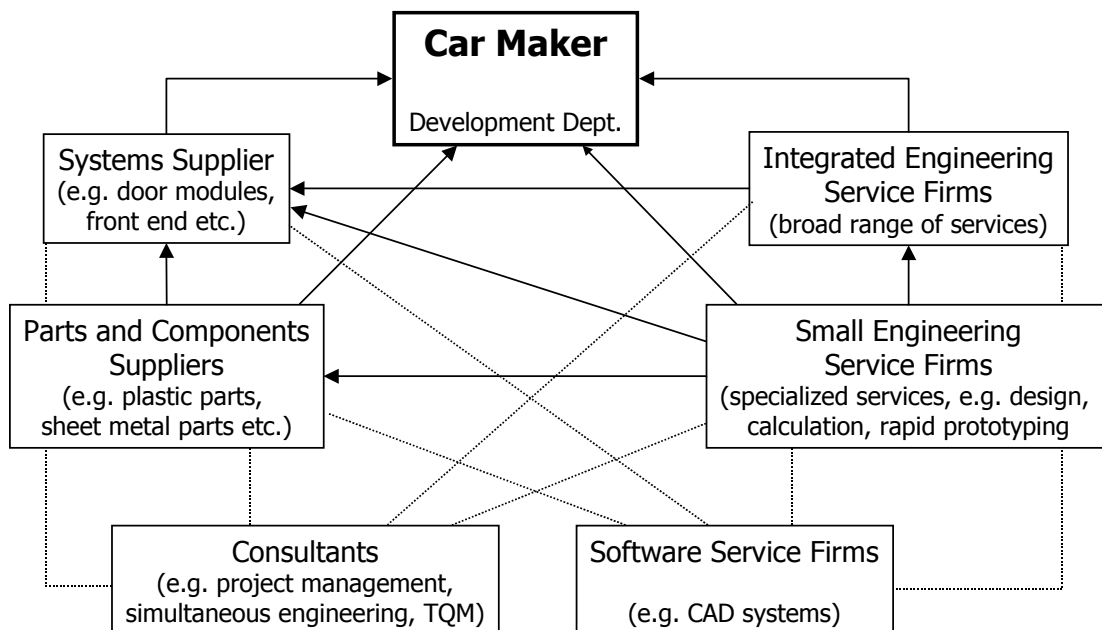 Car Maker
Development Dept.
Systems Supplier
(e.g. door modules,
front end etc.)
Integrated Engineering
Service Firms
(broad range of services)
Parts and Components
Suppliers
(e.g. plastic parts,
sheet metal parts etc.)
Small Engineering
Service Firms
(specialized services, e.g. design,
calculation, rapid prototyping
Consultants
(e.g. project management,
simultaneous engineering, TQM)
Software Service Firms
(e.g. CAD systems)